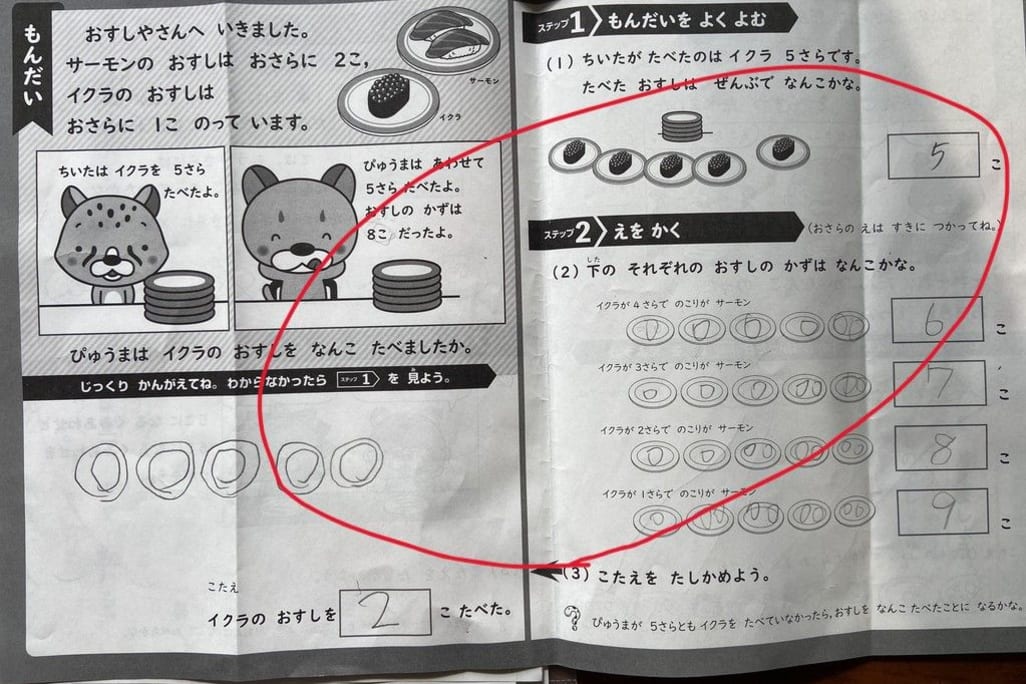 もんだい
おすしやさんへ いきました。
サーモンの おすしは おさらに 2こ,
イクラの おすしは
おさらに 1こ のって います。
サーモン
イクラ
ちいたは イクラを 5さら
たべたよ。
ぴゅうまは あわせて
5さら たべたよ。
おすしの かずは
8こ だったよ。
ぴゅうまは イクラの おすしを なんこ たべましたか。
じっくり かんがえてね。わからなかったら ステップ1 を 見よう。
み
こたえ
イクラの おすしを 2 こ たべた。
ステップ1 もんだいを よく よむ
(1) ちいたが たべたのは イクラ 5さらです。
たべた おすしは ぜんぶで なんこかな。
5 こ
ステップ2 えを かく
(おさらの えは すきに つかってね。)
した
(2) 下の それぞれの おすしの かずは なんこかな。
イクラが 4さらで のこりが サーモン
6 こ
イクラが 3さらで のこりが サーモン
7 こ
イクラが 2さらで のこりが サーモン
8 こ
イクラが 1さらで のこりが サーモン
9 こ
(3) こたえを たしかめよう。
? ぴゅうまが 5さらとも イクラを たべていなかったら,おすしを なんこ たべたことに なるかな。